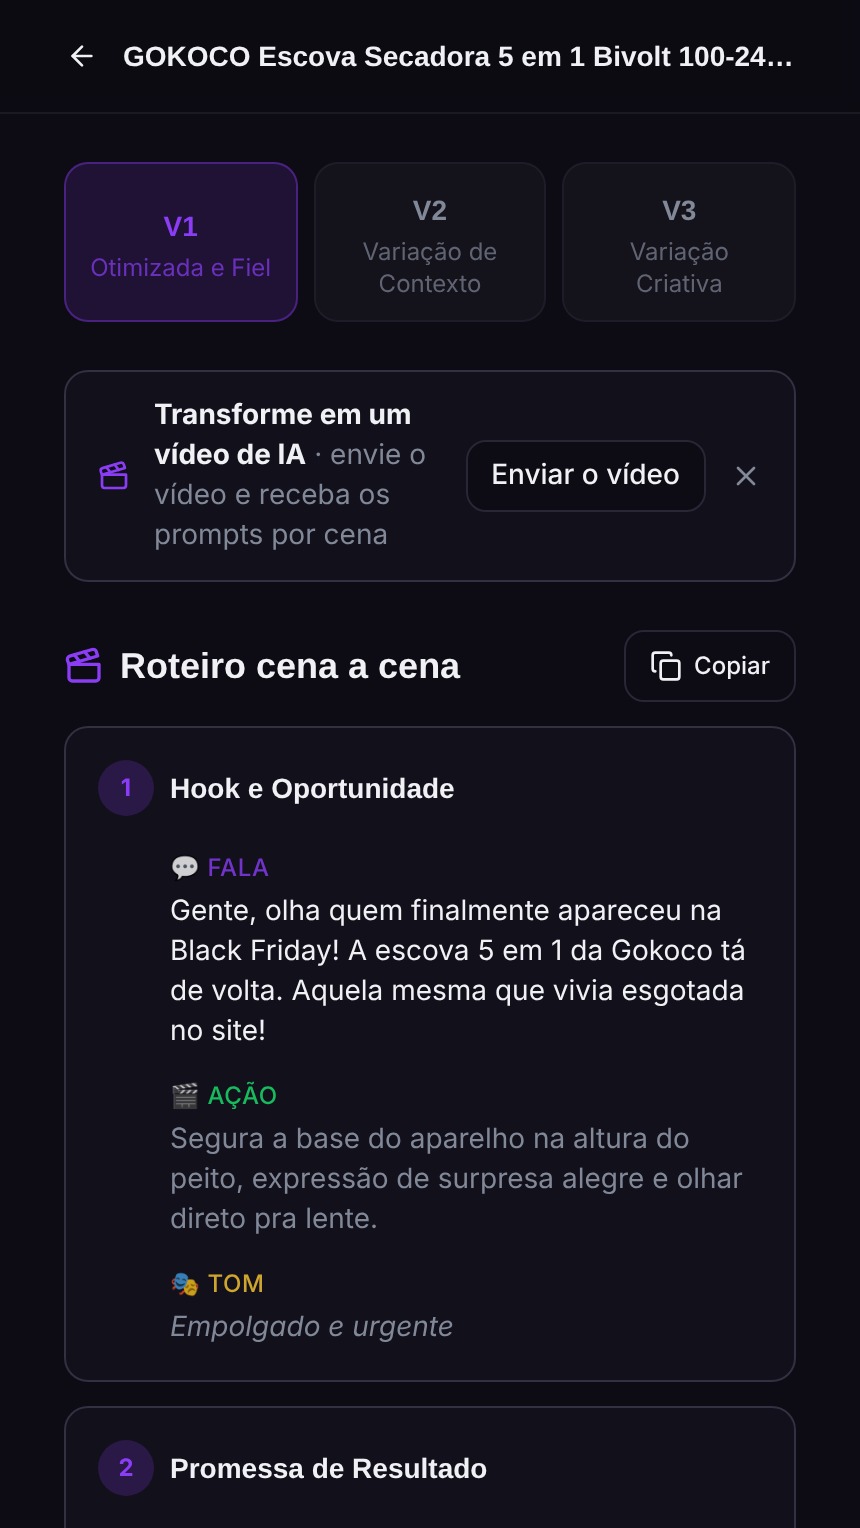 GOKOCO Escova Secadora 5 em 1 Bivolt 100-24...
V1
Otimizada e Fiel
V2
Variação de
Contexto
V3
Variação
Criativa
Transforme em um
vídeo de IA · envie o
vídeo e receba os
prompts por cena
Enviar o vídeo
Roteiro cena a cena
Copiar
1
Hook e Oportunidade
💬 FALA
Gente, olha quem finalmente apareceu na
Black Friday! A escova 5 em 1 da Gokoco tá
de volta. Aquela mesma que vivia esgotada
no site!
🎬 AÇÃO
Segura a base do aparelho na altura do
peito, expressão de surpresa alegre e olhar
direto pra lente.
🎭 TOM
Empolgado e urgente
2
Promessa de Resultado